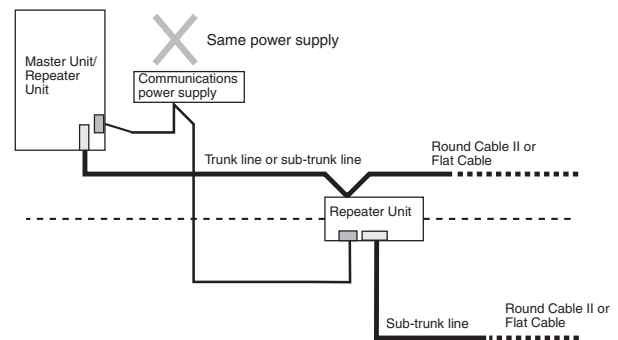 Same power supply
Master Unit/
Repeater
Unit
Communications
power supply
Trunk line or sub-trunk line
Round Cable II or
Flat Cable
Repeater Unit
Sub-trunk line
Round Cable II or
Flat Cable